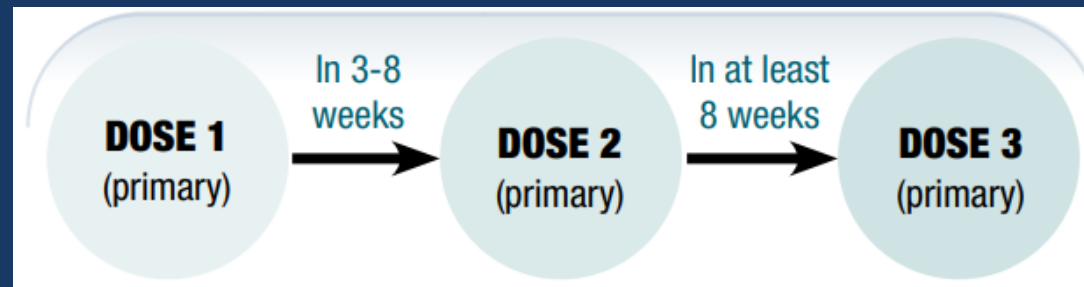 DOSE 1
(primary)
In 3-8
weeks
DOSE 2
(primary)
In at least
8 weeks
DOSE 3
(primary)